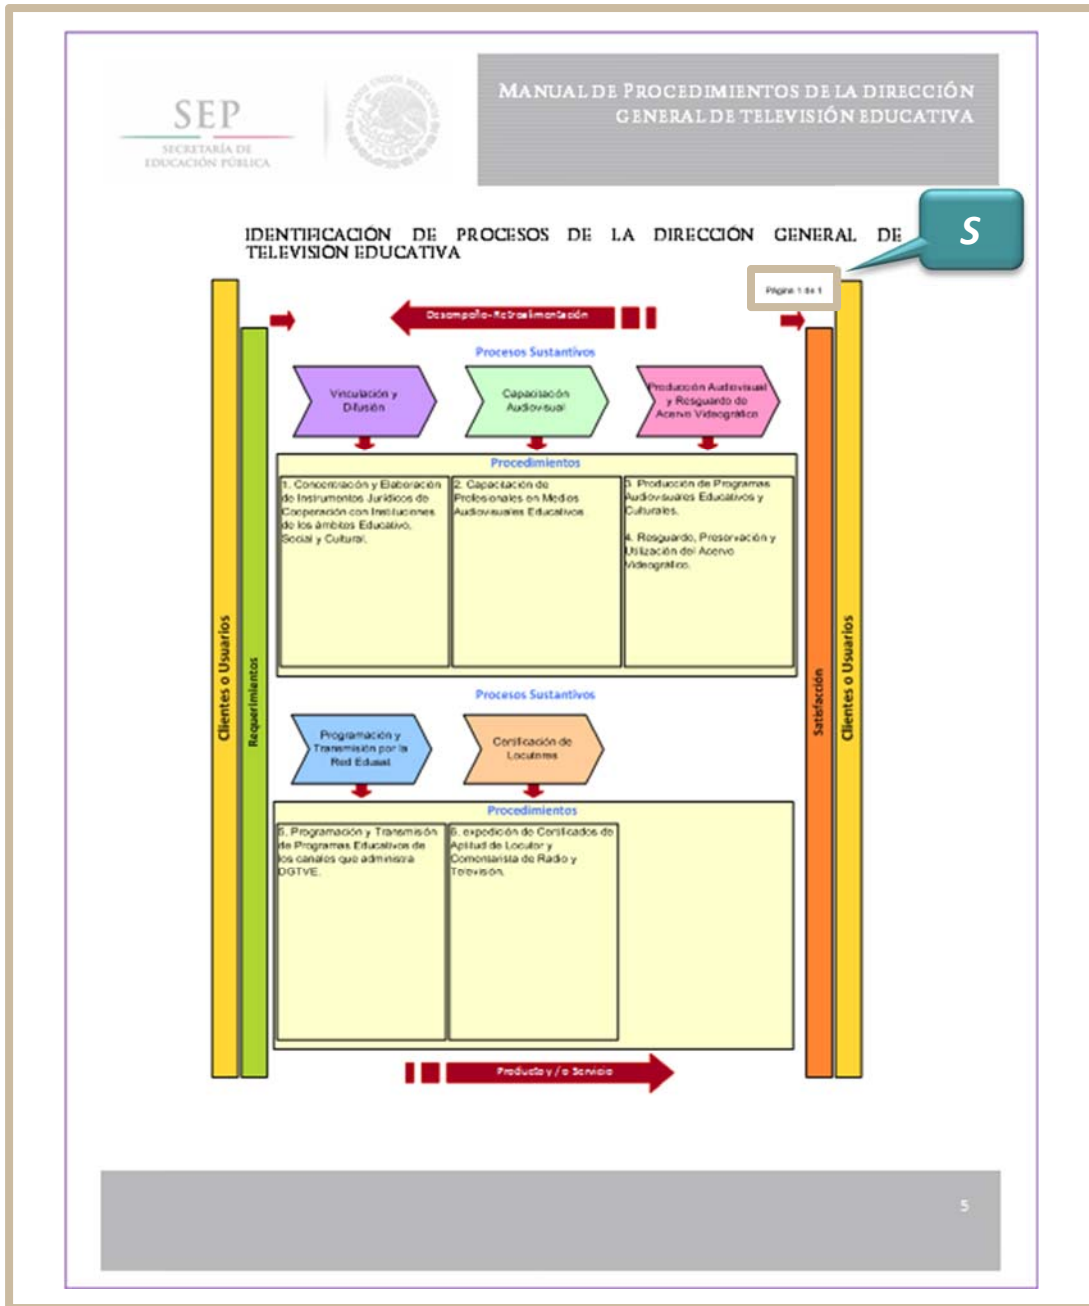 SEP
SECRETARÍA DE
EDUCACIÓN PÚBLICA
ESTADOS UNIDOS MEXICANOS
MANUAL DE PROCEDIMIENTOS DE LA DIRECCIÓN
GENERAL DE TELEVISIÓN EDUCATIVA
S
IDENTIFICACIÓN DE PROCESOS DE LA DIRECCIÓN GENERAL DE
TELEVISIÓN EDUCATIVA
Página 1 de 1
Desempeño-Retroalimentación
Procesos Sustantivos
Vinculación y
Difusión
Capacitación
Audiovisual
Producción Audiovisual
y Resguardo de
Acervo Videográfico
Procedimientos
1. Concentración y Elaboración
de Instrumentos Jurídicos de
Cooperación con Instituciones
de los ámbitos Educativo,
Social y Cultural.
2. Capacitación de
Profesionales en Medios
Audiovisuales Educativos
3. Producción de Programas
Audiovisuales Educativos y
Culturales.
4. Resguardo, Preservación y
Utilización del Acervo
Videográfico.
Clientes o Usuarios
Requerimientos
Satisfacción
Clientes o Usuarios
Procesos Sustantivos
Programación y
Transmisión por la
Red Edusat
Certificación de
Locutores
Procedimientos
5. Programación y Transmisón
de Programas Educativos de
los canales que administra
DGTVE.
6. expedición de Certificados de
Aptitud de Locutor y
Comentarista de Radio y
Televisión.
Producto y / o Servicio
5